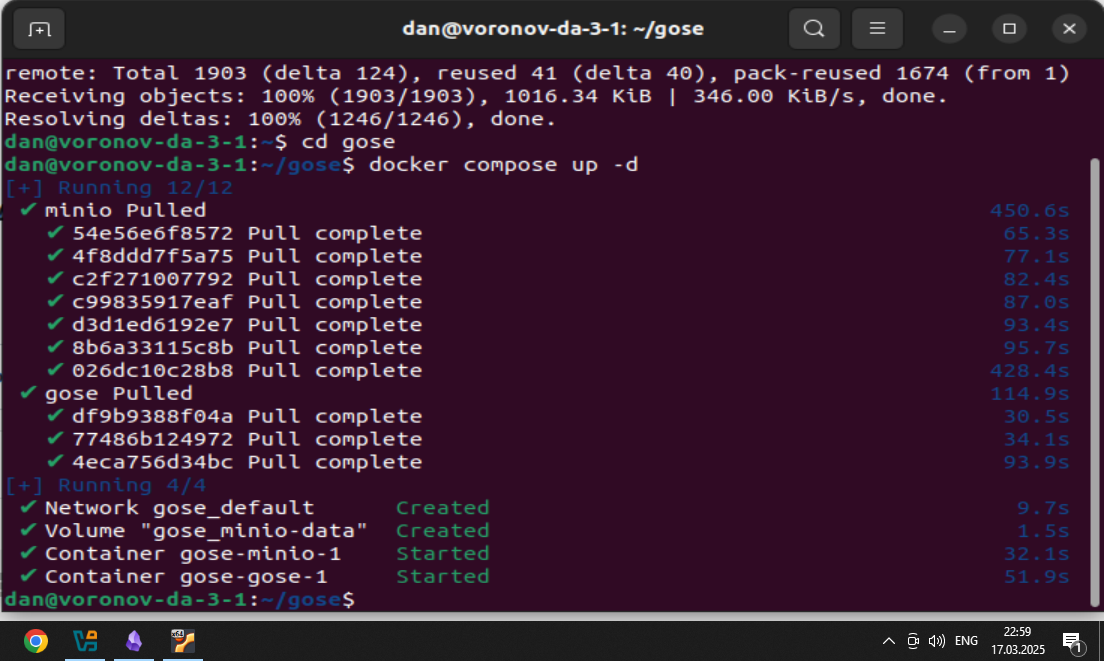 dan@voronov-da-3-1: ~/gose
remote: Total 1903 (delta 124), reused 41 (delta 40), pack-reused 1674 (from 1)
Receiving objects: 100% (1903/1903), 1016.34 KiB | 346.00 KiB/s, done.
Resolving deltas: 100% (1246/1246), done.
dan@voronov-da-3-1:~$ cd gose
dan@voronov-da-3-1:~/gose$ docker compose up -d
[+] Running 12/12
✔ minio Pulled 450.6s
✔ 54e56e6f8572 Pull complete 65.3s
✔ 4f8ddd7f5a75 Pull complete 77.1s
✔ c2f271007792 Pull complete 82.4s
✔ c99835917eaf Pull complete 87.0s
✔ d3d1ed6192e7 Pull complete 93.4s
✔ 8b6a33115c8b Pull complete 95.7s
✔ 026dc10c28b8 Pull complete 428.4s
✔ gose Pulled 114.9s
✔ df9b9388f04a Pull complete 30.5s
✔ 77486b124972 Pull complete 34.1s
✔ 4eca756d34bc Pull complete 93.9s
[+] Running 4/4
✔ Network gose_default Created 9.7s
✔ Volume "gose_minio-data" Created 1.5s
✔ Container gose-minio-1 Started 32.1s
✔ Container gose-gose-1 Started 51.9s
dan@voronov-da-3-1:~/gose$
x64
ENG
22:59
17.03.2025
1